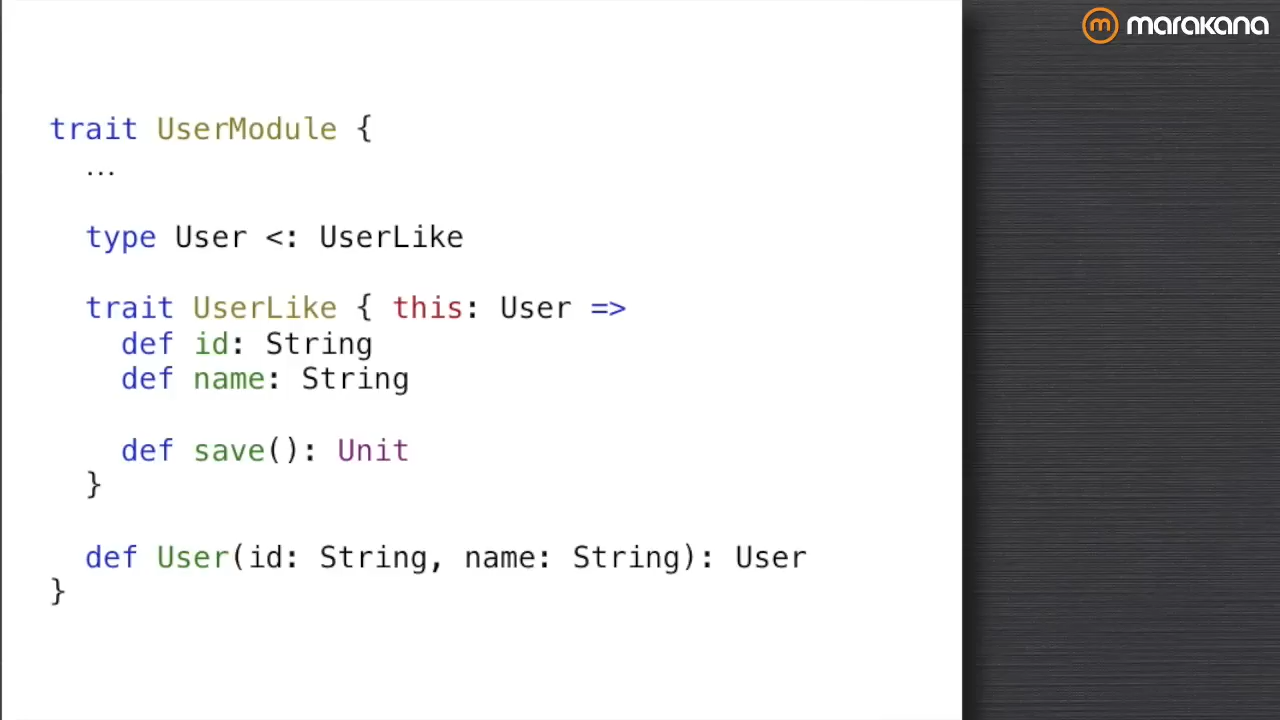 marakana
trait UserModule {
...
type User <: UserLike
trait UserLike { this: User =>
def id: String
def name: String
def save(): Unit
}
def User(id: String, name: String): User
}